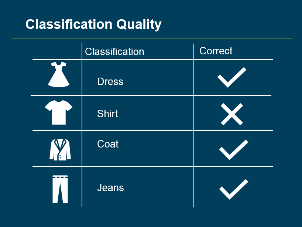 Classification Quality
Classification Correct
Dress
Shirt
Coat
Jeans